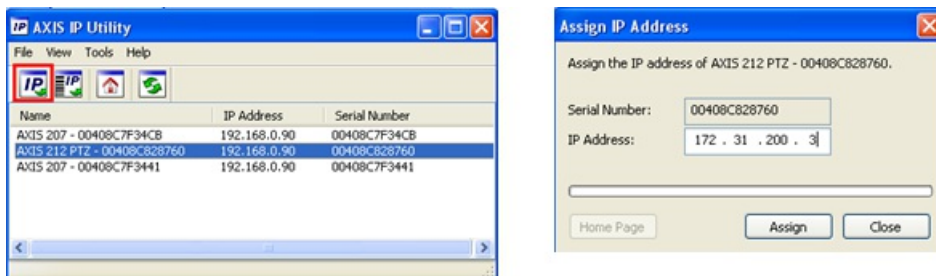 IP AXIS IP Utility
File View Tools Help
IP IP
Name IP Address Serial Number
AXIS 207 - 00408C7F34CB 192.168.0.90 00408C7F34CB
AXIS 212 PTZ - 00408C828760 192.168.0.90 00408C828760
AXIS 207 - 00408C7F3441 192.168.0.90 00408C7F3441
Assign IP Address
Assign the IP address of AXIS 212 PTZ - 00408C828760.
Serial Number: 00408C828760
IP Address: 172 . 31 . 200 . 3
Home Page Assign Close